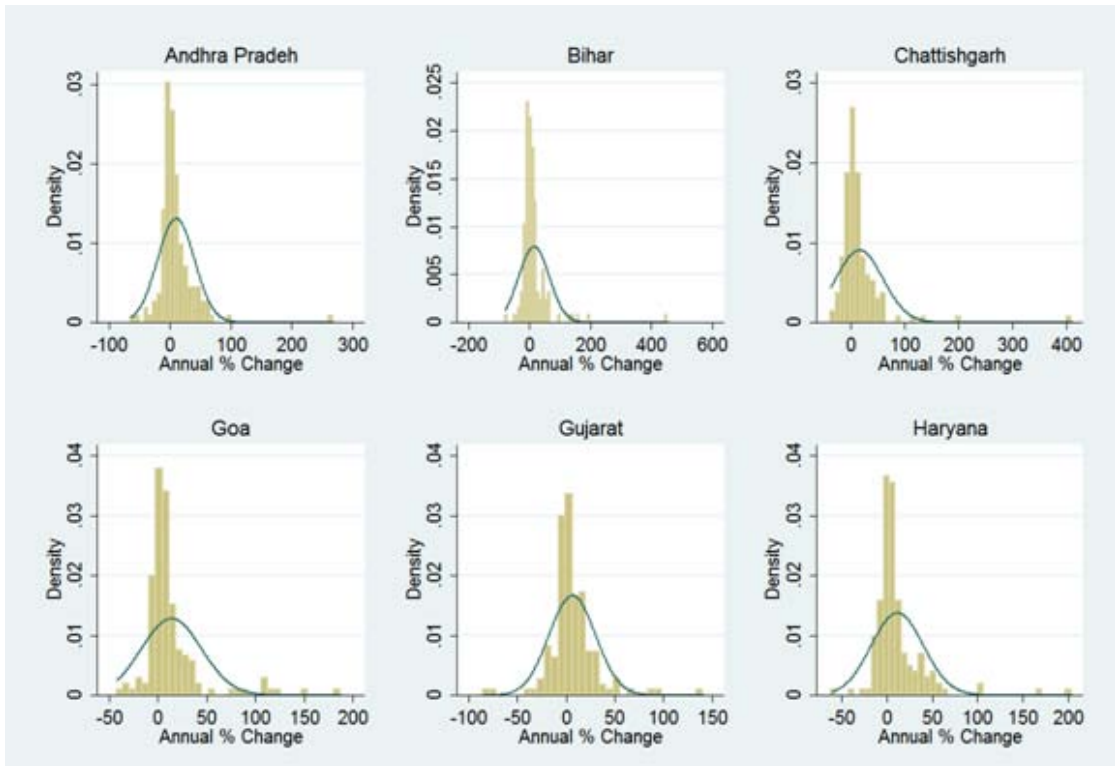 Andhra Pradeh
Bihar
Chattishgarh
Density
.03
.02
.01
0
-100 0 100 200 300
Annual % Change
Density
.025
.02
.015
.01
.005
0
-200 0 200 400 600
Annual % Change
Density
.03
.02
.01
0
0 100 200 300 400
Annual % Change
Goa
Gujarat
Haryana
Density
.04
.03
.02
.01
0
-50 0 50 100 150 200
Annual % Change
Density
.04
.03
.02
.01
0
-100 -50 0 50 100 150
Annual % Change
Density
.04
.03
.02
.01
0
-50 0 50 100 150 200
Annual % Change